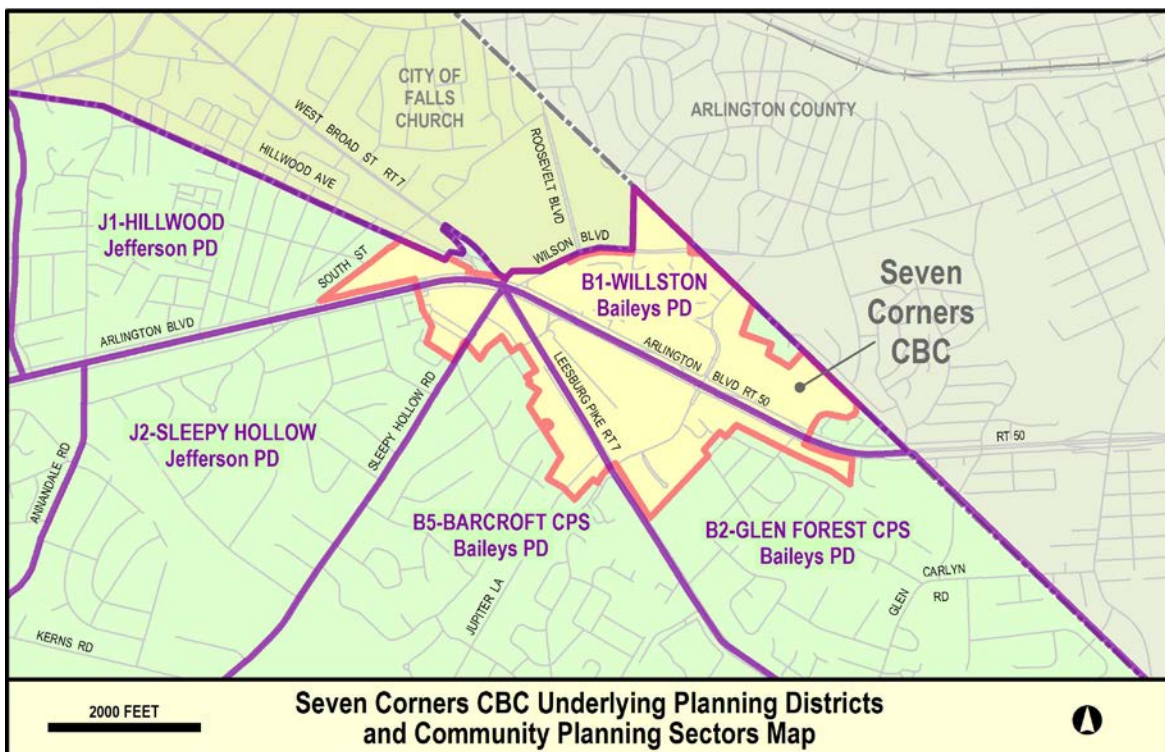 CITY OF
FALLS
CHURCH
ARLINGTON COUNTY
WEST BROAD ST RT 7
HILLWOOD AVE
ROOSEVELT BLVD
J1-HILLWOOD
Jefferson PD
SOUTH ST
WILSON BLVD
B1-WILLSTON
Baileys PD
Seven
Corners
CBC
ARLINGTON BLVD
ARLINGTON BLVD RT 50
LEESBURG PIKE RT 7
SLEEPY HOLLOW RD
RT 50
J2-SLEEPY HOLLOW
Jefferson PD
ANNANDALE RD
B5-BARCROFT CPS
Baileys PD
B2-GLEN FOREST CPS
Baileys PD
JUPITER LA
GLEN
CARLYN
RD
KERNS RD
2000 FEET
Seven Corners CBC Underlying Planning Districts
and Community Planning Sectors Map